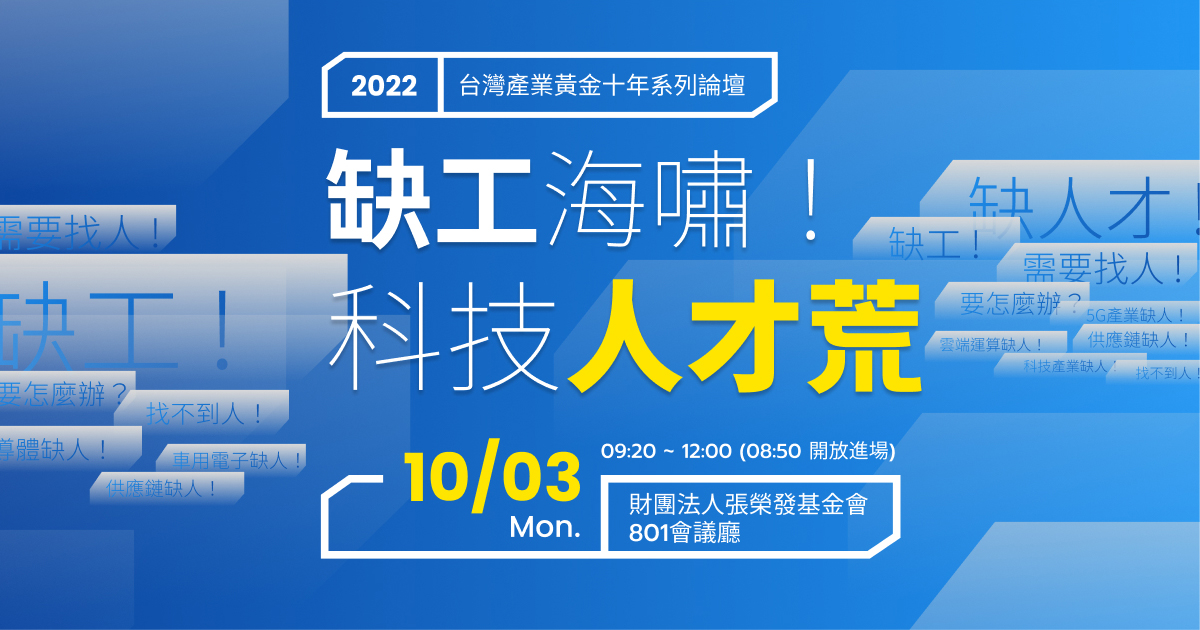 2022 台灣產業黃金十年系列論壇
缺工海嘯！
科技人才荒
10/03
Mon.
09:20 ~ 12:00 (08:50 開放進場)
財團法人張榮發基金會
801會議廳
需要找人！
缺工！
要怎麼辦？
找不到人！
導體缺人！
車用電子缺人！
供應鏈缺人！
缺人才！
缺工！
需要找人！
要怎麼辦？
5G產業缺人！
供應鏈缺人！
雲端運算缺人！
科技產業缺人！
找不到人！